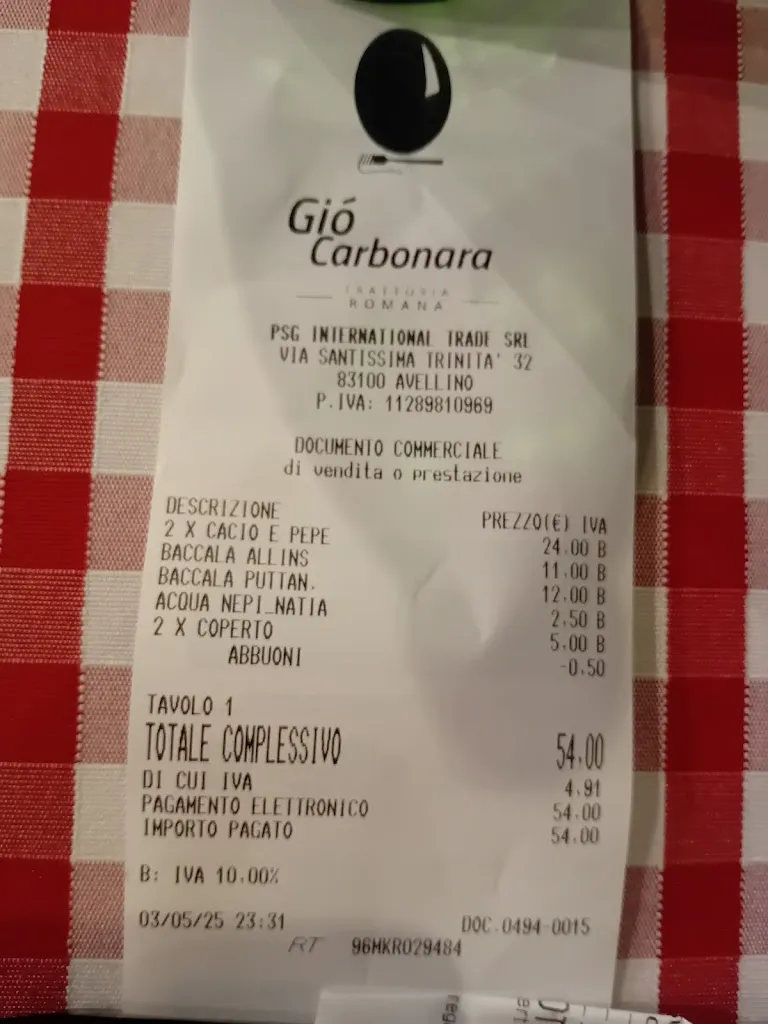 Gió
Carbonara
TRATTORIA
ROMANA
PSG INTERNATIONAL TRADE SRL
VIA SANTISSIMA TRINITA' 32
83100 AVELLINO
P.IVA: 11289810969
DOCUMENTO COMMERCIALE
di vendita o prestazione
DESCRIZIONE PREZZO(€) IVA
2 X CACIO E PEPE 24.00 B
BACCALA ALLINS 11.00 B
BACCALA PUTTAN. 12.00 B
ACQUA NEPI_NATIA 2.50 B
2 X COPERTO 5.00 B
ABBUONI -0.50
TAVOLO 1
TOTALE COMPLESSIVO 54.00
DI CUI IVA 4.91
PAGAMENTO ELETTRONICO 54.00
IMPORTO PAGATO 54.00
B: IVA 10.00%
03/05/25 23:31 DOC.0494-0015
RT 96MKR029484